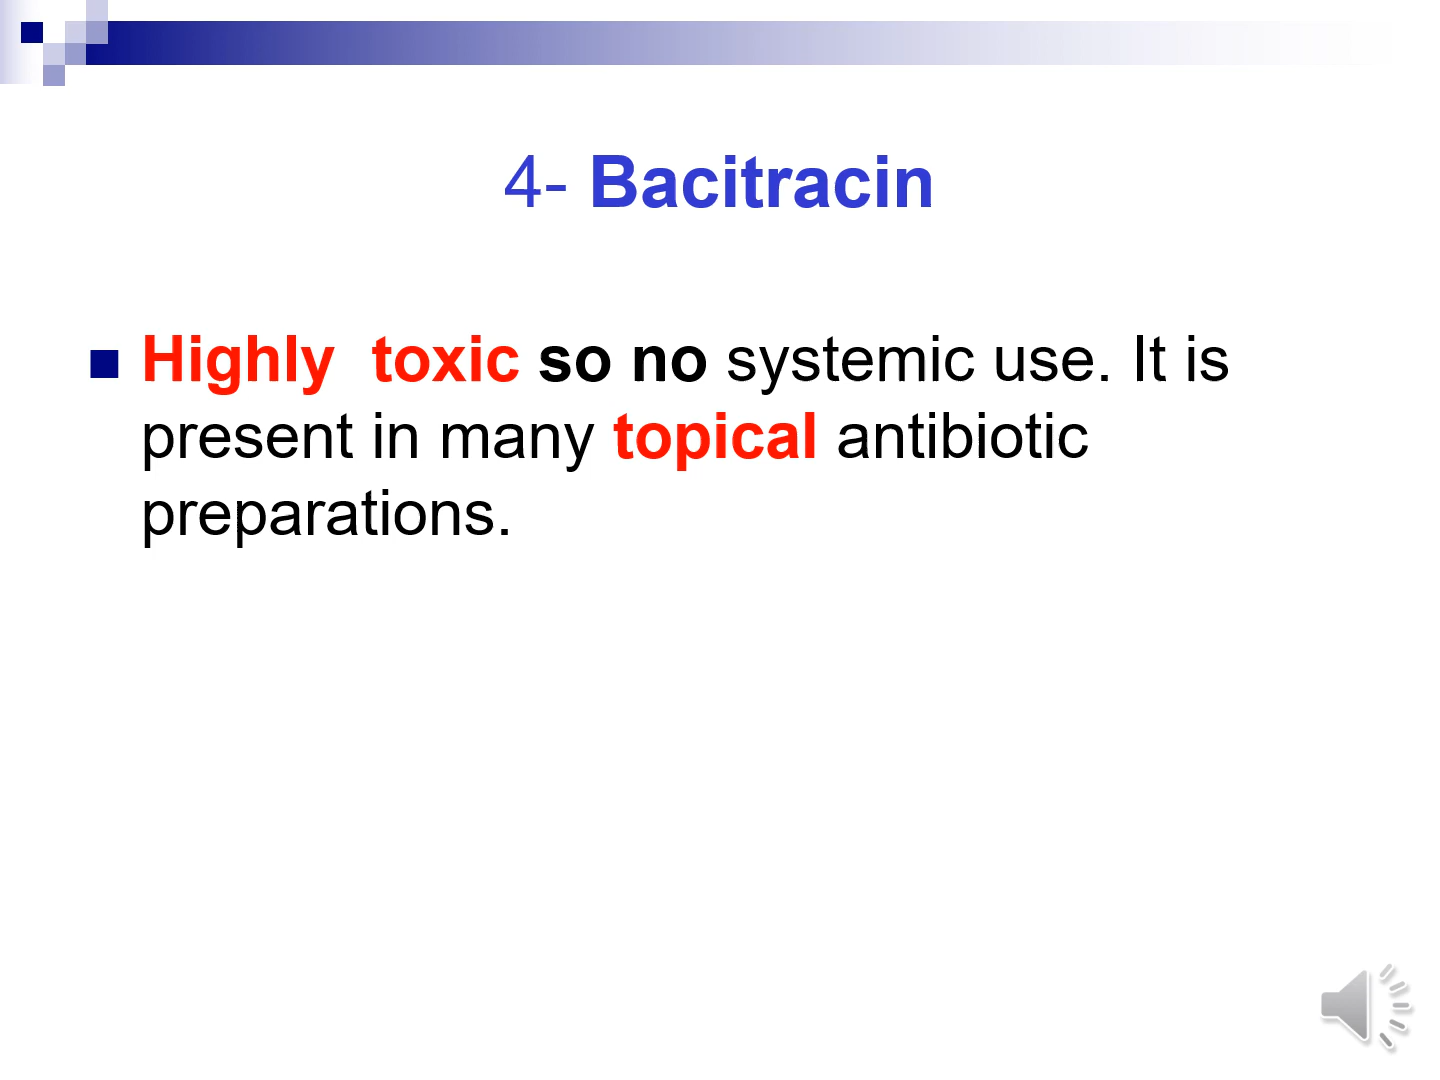 4- Bacitracin
Highly  toxic so no systemic use. It is
present in many topical antibiotic
preparations.